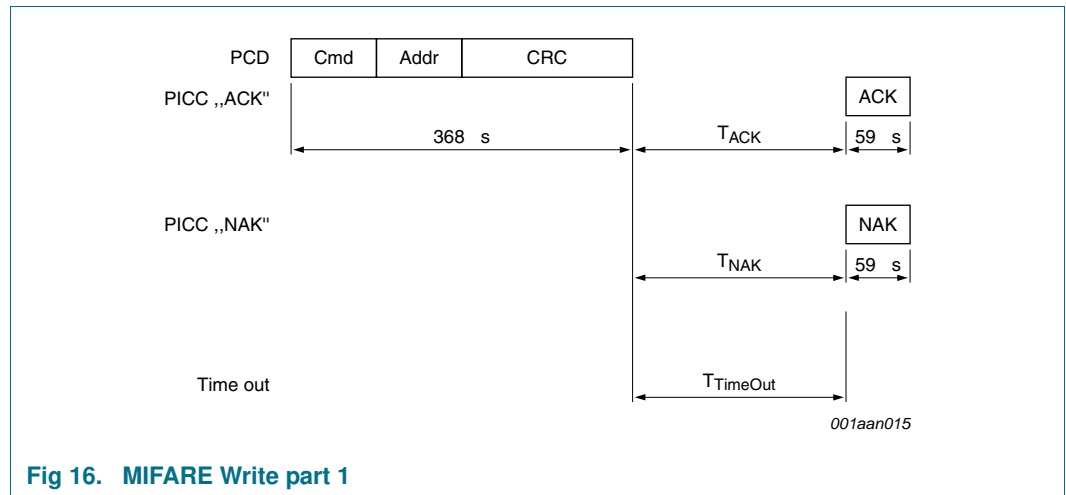 PCD Cmd Addr CRC
PICC ,,ACK" ACK
368 s TACK 59 s
PICC ,,NAK" NAK
TNAK 59 s
Time out TTimeOut
001aan015
Fig 16. MIFARE Write part 1